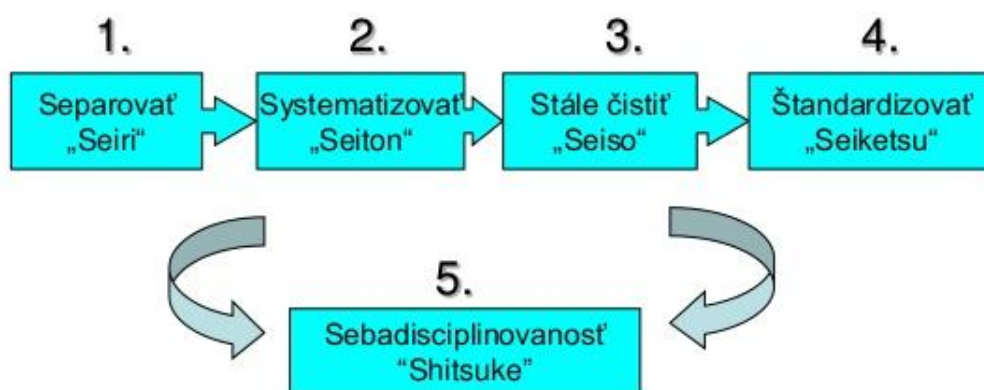 1.
2.
3.
4.
Separovať
„Seiri“
Systematizovať
„Seiton“
Stále čistiť
„Seiso“
Štandardizovať
„Seiketsu“
5.
Sebadisciplinovanosť
“Shitsuke”